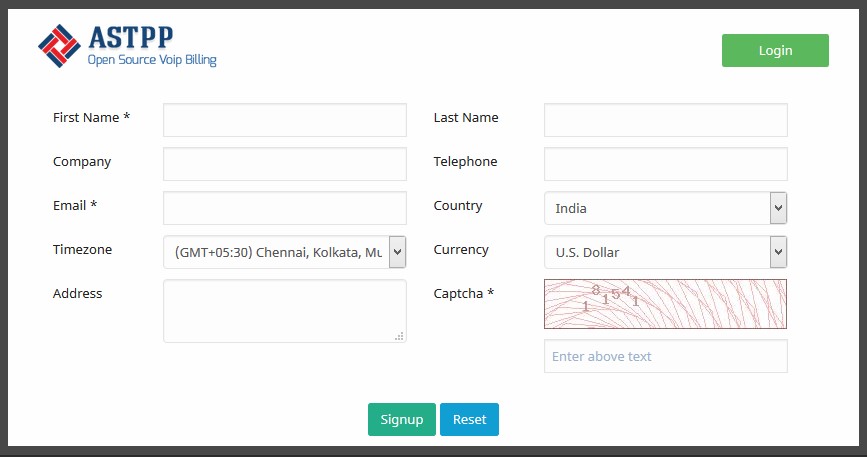 ASTPP
Open Source Voip Billing
Login
First Name *
Last Name
Company
Telephone
Email *
Country
India
Timezone
(GMT+05:30) Chennai, Kolkata, Mu
Currency
U.S. Dollar
Address
Captcha *
181541
Enter above text
Signup
Reset